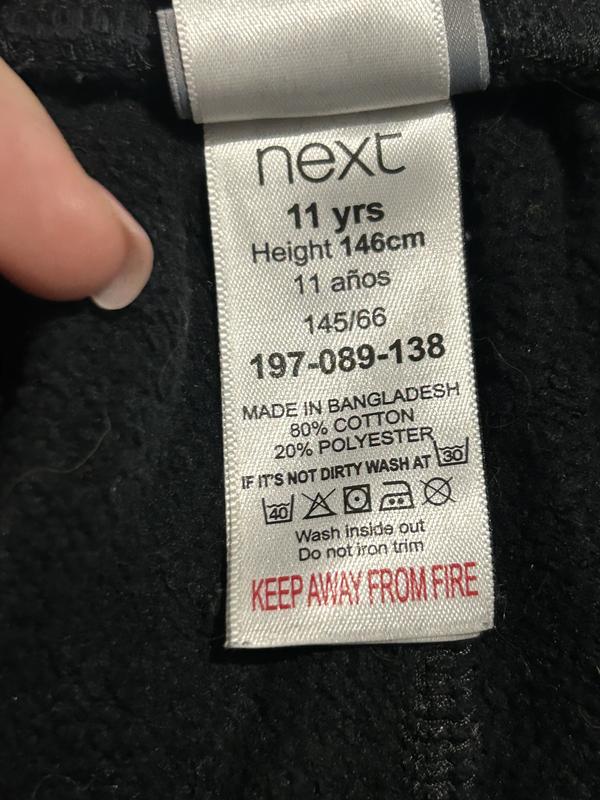 next
11 yrs
Height 146cm
11 años
145/66
197-089-138
MADE IN BANGLADESH
80% COTTON
20% POLYESTER
IF IT'S NOT DIRTY WASH AT 30
40
Wash inside out
Do not iron trim
KEEP AWAY FROM FIRE